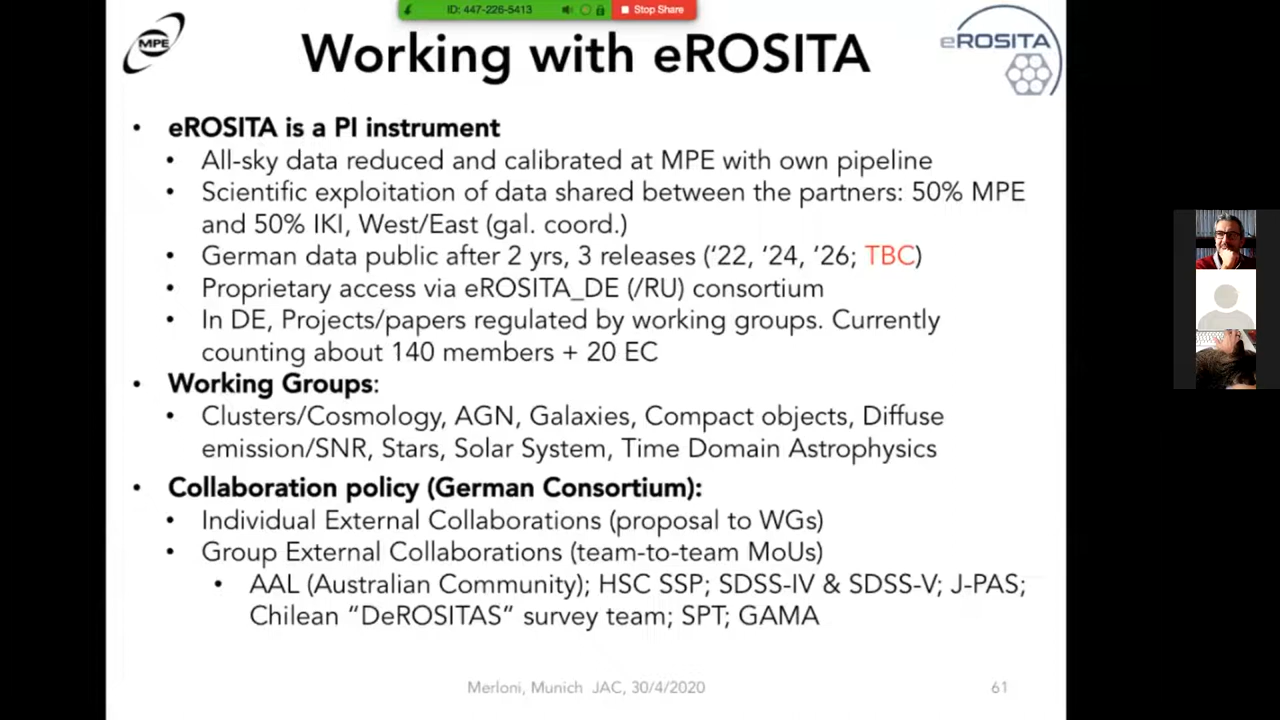 ID: 447-226-5413
Stop Share
MPE
Working with eROSITA
eROSITA
• eROSITA is a PI instrument
• All-sky data reduced and calibrated at MPE with own pipeline
• Scientific exploitation of data shared between the partners: 50% MPE
and 50% IKI, West/East (gal. coord.)
• German data public after 2 yrs, 3 releases (‘22, ‘24, ‘26; TBC)
• Proprietary access via eROSITA_DE (/RU) consortium
• In DE, Projects/papers regulated by working groups. Currently
counting about 140 members + 20 EC
• Working Groups:
• Clusters/Cosmology, AGN, Galaxies, Compact objects, Diffuse
emission/SNR, Stars, Solar System, Time Domain Astrophysics
• Collaboration policy (German Consortium):
• Individual External Collaborations (proposal to WGs)
• Group External Collaborations (team-to-team MoUs)
• AAL (Australian Community); HSC SSP; SDSS-IV & SDSS-V; J-PAS;
Chilean “DeROSITAS” survey team; SPT; GAMA
Merloni, Munich JAC, 30/4/2020
61